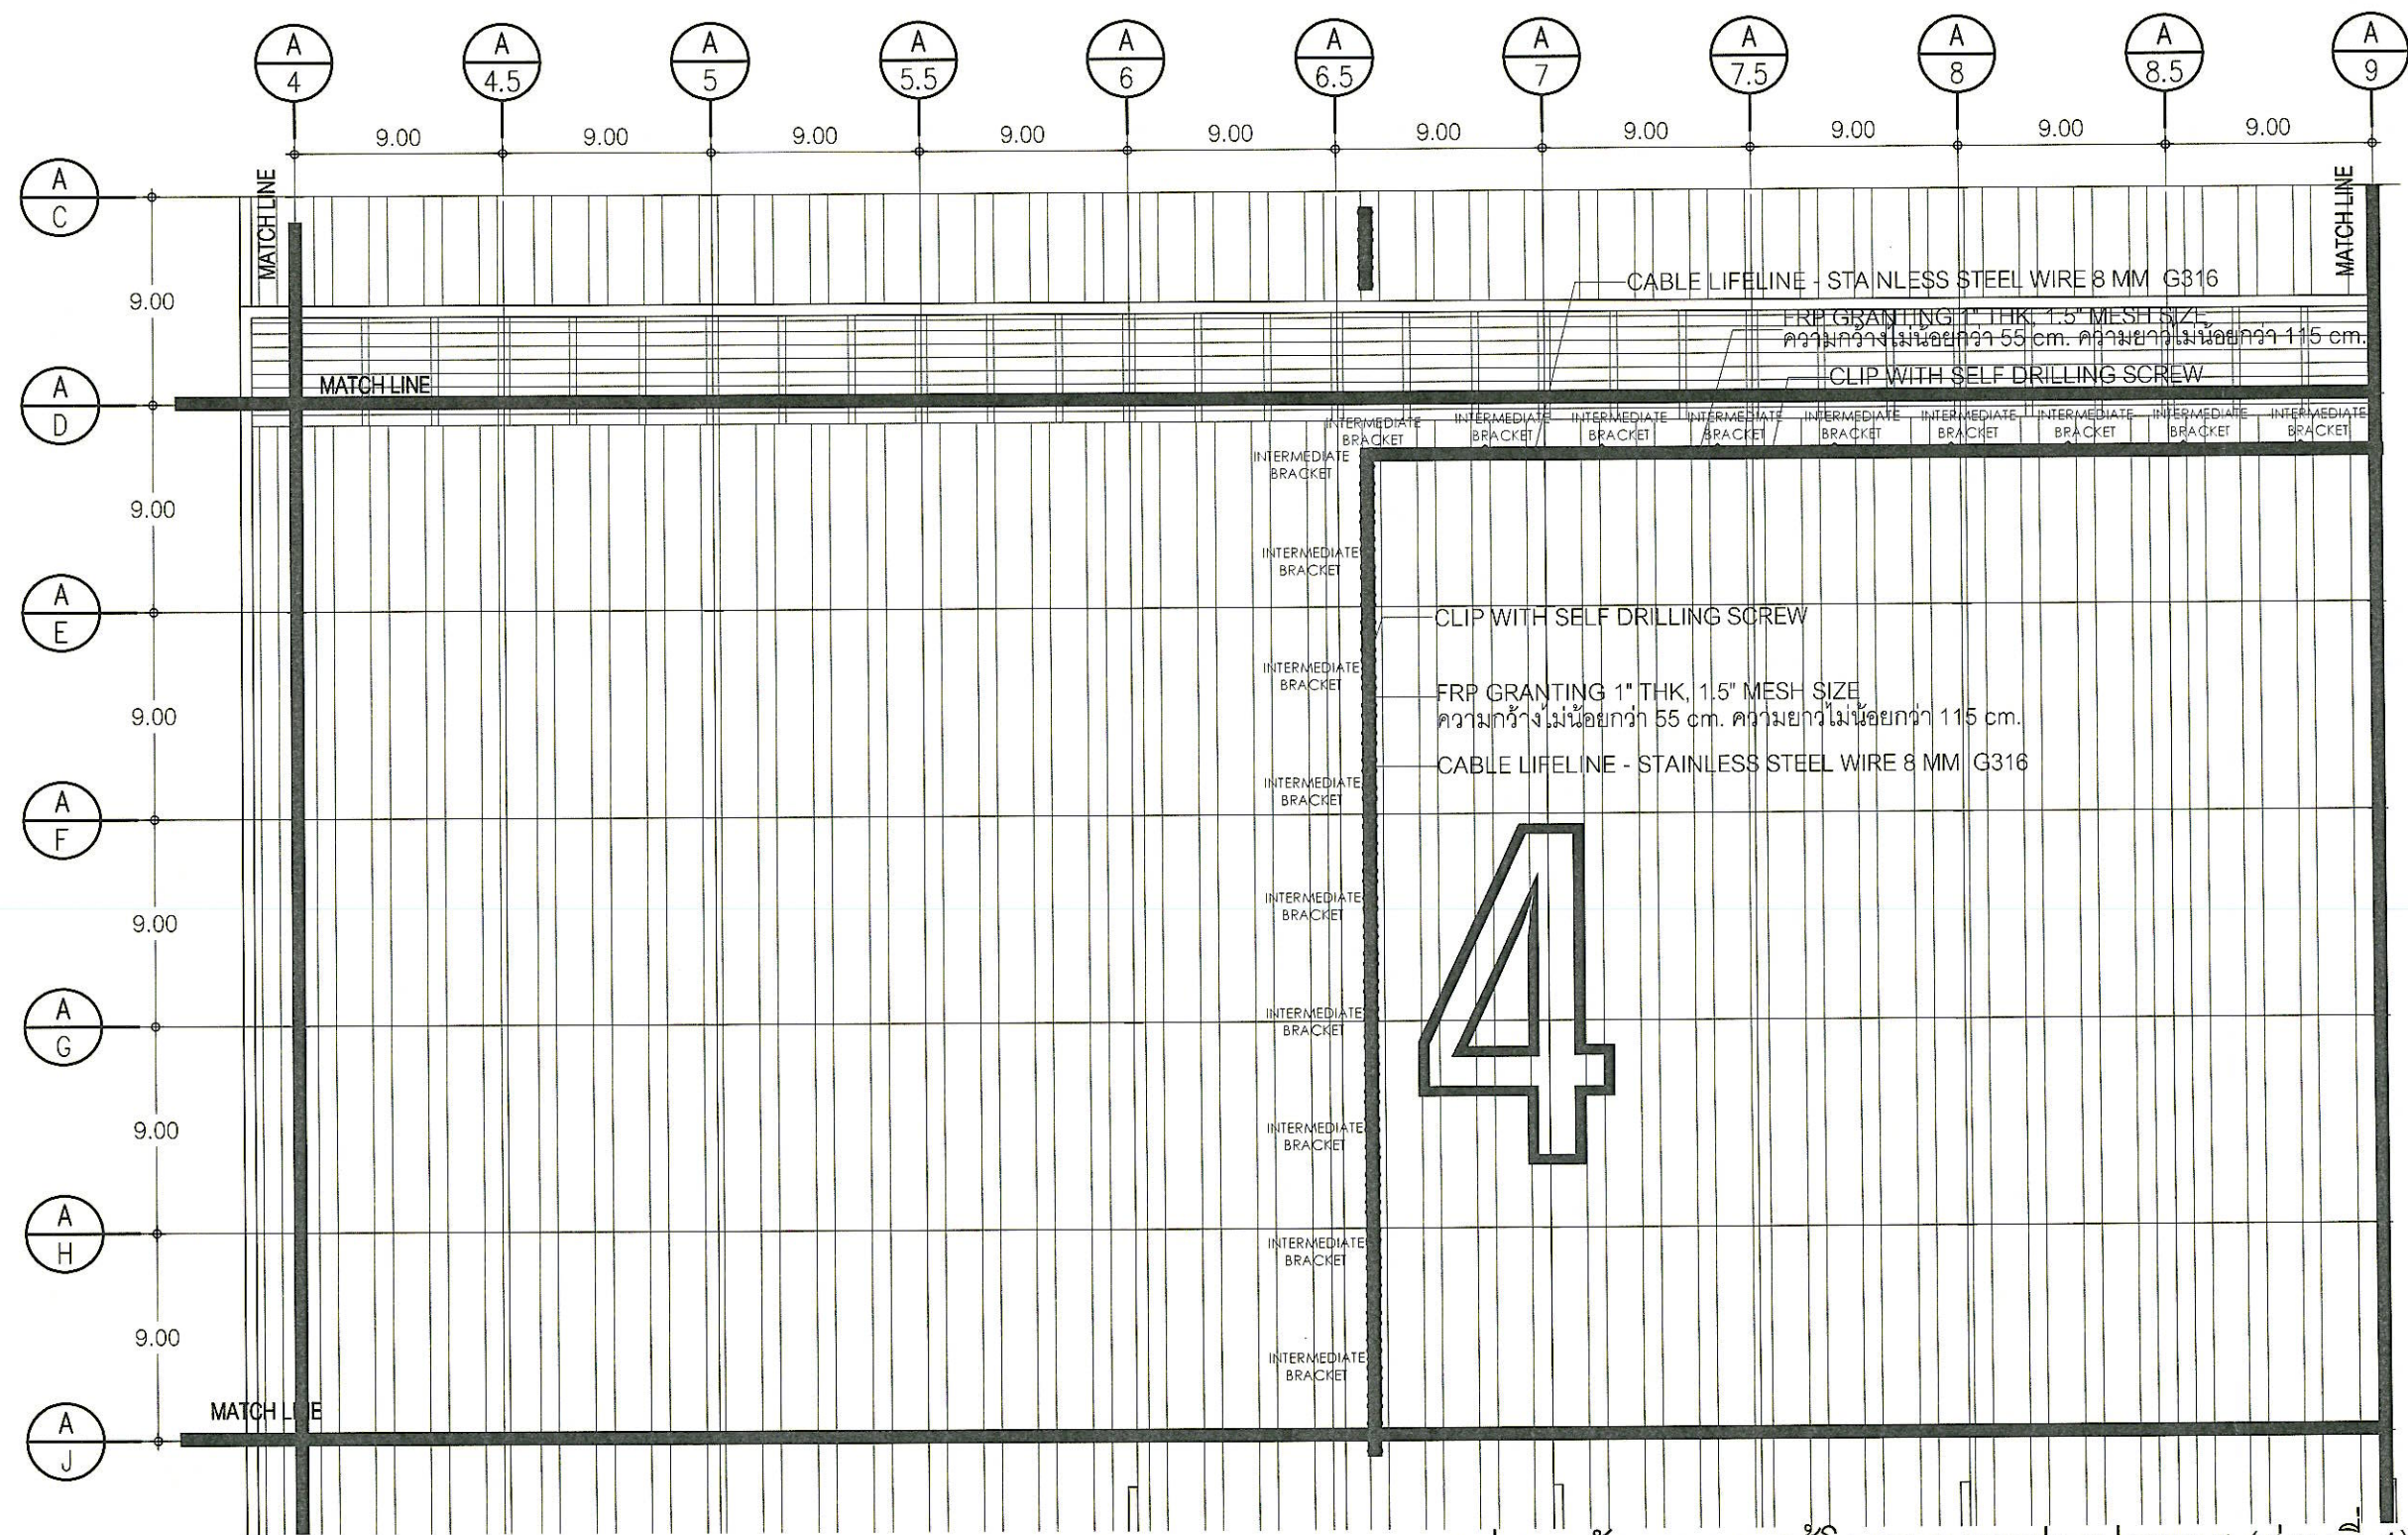 A A A A A A A A A A A
4 4.5 5 5.5 6 6.5 7 7.5 8 8.5 9
9.00 9.00 9.00 9.00 9.00 9.00 9.00 9.00 9.00 9.00
MATCH LINE
MATCH LINE
A
C
9.00
CABLE LIFELINE - STAINLESS STEEL WIRE 8 MM G316
FRP GRANTING 1" THK, 1.5" MESH SIZE
ความกว้างไม่น้อยกว่า 55 cm. ความยาวไม่น้อยกว่า 115 cm.
CLIP WITH SELF DRILLING SCREW
MATCH LINE
A
D
INTERMEDIATE INTERMEDIATE INTERMEDIATE INTERMEDIATE INTERMEDIATE INTERMEDIATE INTERMEDIATE INTERMEDIATE INTERMEDIATE
BRACKET BRACKET BRACKET BRACKET BRACKET BRACKET BRACKET BRACKET BRACKET
INTERMEDIATE
BRACKET
9.00
INTERMEDIATE
BRACKET
A
E
CLIP WITH SELF DRILLING SCREW
INTERMEDIATE
BRACKET
FRP GRANTING 1" THK, 1.5" MESH SIZE
ความกว้างไม่น้อยกว่า 55 cm. ความยาวไม่น้อยกว่า 115 cm.
9.00
CABLE LIFELINE - STAINLESS STEEL WIRE 8 MM G316
INTERMEDIATE
BRACKET
A
F
4
INTERMEDIATE
BRACKET
9.00
A
G
INTERMEDIATE
BRACKET
9.00
INTERMEDIATE
BRACKET
A
H
INTERMEDIATE
BRACKET
9.00
INTERMEDIATE
BRACKET
MATCH LINE
A
J